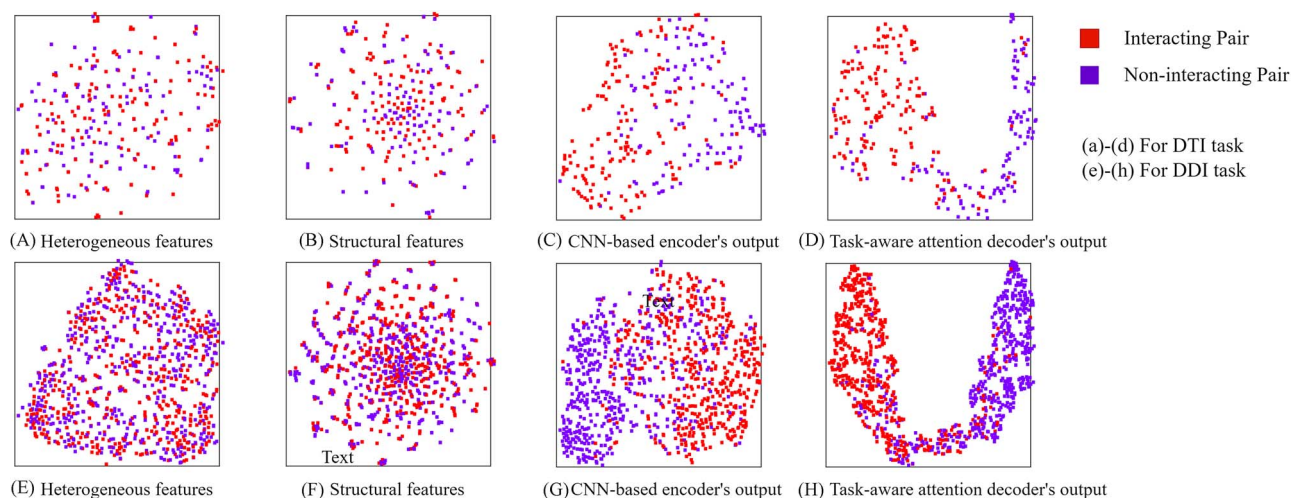 Interacting Pair
Non-interacting Pair
(a)-(d) For DTI task
(e)-(h) For DDI task
(A) Heterogeneous features
(B) Structural features
(C) CNN-based encoder's output
(D) Task-aware attention decoder's output
Text
Text
(E) Heterogeneous features
(F) Structural features
(G) CNN-based encoder's output
(H) Task-aware attention decoder's output